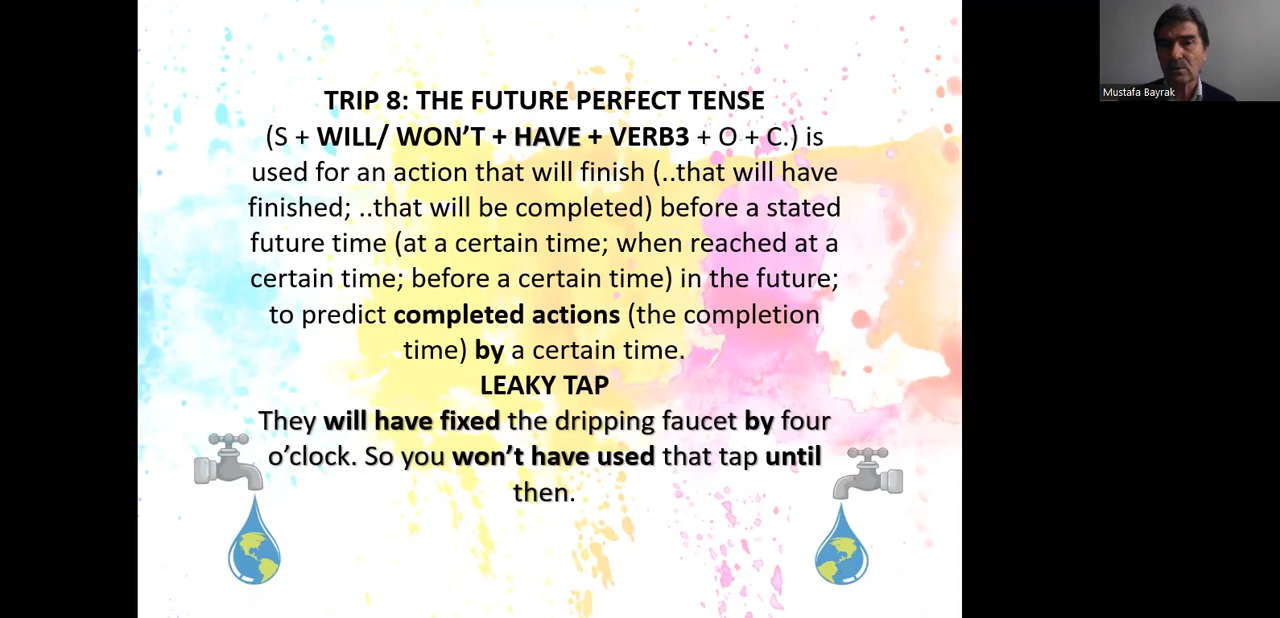 TRIP 8: THE FUTURE PERFECT TENSE
(S + WILL/ WON’T + HAVE + VERB3 + O + C.) is
used for an action that will finish (..that will have
finished; ..that will be completed) before a stated
future time (at a certain time; when reached at a
certain time; before a certain time) in the future;
to predict completed actions (the completion
time) by a certain time.
LEAKY TAP
They will have fixed the dripping faucet by four
o’clock. So you won’t have used that tap until
then.
Mustafa Bayrak